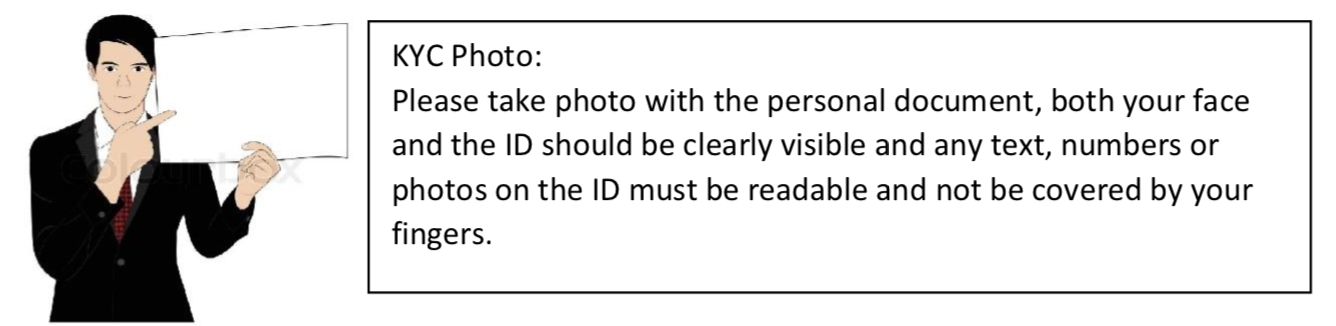 KYC Photo:
Please take photo with the personal document, both your face
and the ID should be clearly visible and any text, numbers or
photos on the ID must be readable and not be covered by your
fingers.